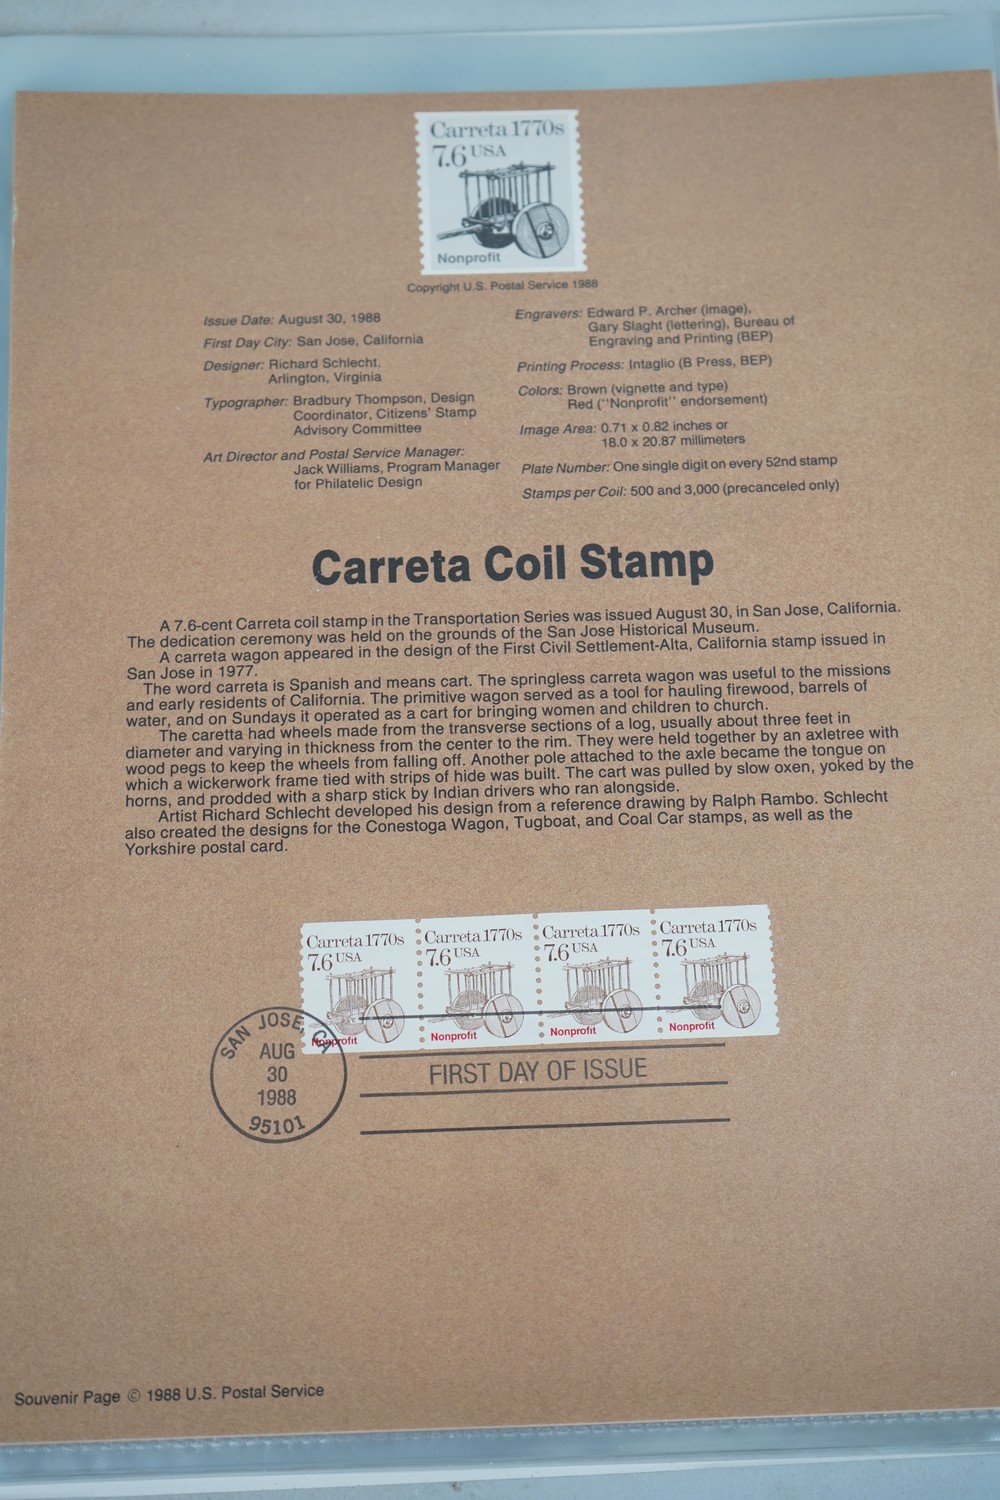 Carreta 1770s
7.6 USA
Nonprofit
Copyright U.S. Postal Service 1988
Issue Date: August 30, 1988
First Day City: San Jose, California
Designer: Richard Schlecht,
Arlington, Virginia
Typographer: Bradbury Thompson, Design
Coordinator, Citizens' Stamp
Advisory Committee
Art Director and Postal Service Manager:
Jack Williams, Program Manager
for Philatelic Design
Engravers: Edward P. Archer (image),
Gary Slaght (lettering), Bureau of
Engraving and Printing (BEP)
Printing Process: Intaglio (B Press, BEP)
Colors: Brown (vignette and type)
Red (''Nonprofit'' endorsement)
Image Area: 0.71 x 0.82 inches or
18.0 x 20.87 millimeters
Plate Number: One single digit on every 52nd stamp
Stamps per Coil: 500 and 3,000 (precanceled only)
Carreta Coil Stamp
A 7.6-cent Carreta coil stamp in the Transportation Series was issued August 30, in San Jose, California.
The dedication ceremony was held on the grounds of the San Jose Historical Museum.
A carreta wagon appeared in the design of the First Civil Settlement-Alta, California stamp issued in
San Jose in 1977.
The word carreta is Spanish and means cart. The springless carreta wagon was useful to the missions
and early residents of California. The primitive wagon served as a tool for hauling firewood, barrels of
water, and on Sundays it operated as a cart for bringing women and children to church.
The caretta had wheels made from the transverse sections of a log, usually about three feet in
diameter and varying in thickness from the center to the rim. They were held together by an axletree with
wood pegs to keep the wheels from falling off. Another pole attached to the axle became the tongue on
which a wickerwork frame tied with strips of hide was built. The cart was pulled by slow oxen, yoked by the
horns, and prodded with a sharp stick by Indian drivers who ran alongside.
Artist Richard Schlecht developed his design from a reference drawing by Ralph Rambo. Schlecht
also created the designs for the Conestoga Wagon, Tugboat, and Coal Car stamps, as well as the
Yorkshire postal card.
Carreta 1770s
7.6 USA
Nonprofit
Carreta 1770s
7.6 USA
Nonprofit
Carreta 1770s
7.6 USA
Nonprofit
Carreta 1770s
7.6 USA
Nonprofit
SAN JOSE, CA
AUG
30
1988
95101
FIRST DAY OF ISSUE
Souvenir Page © 1988 U.S. Postal Service